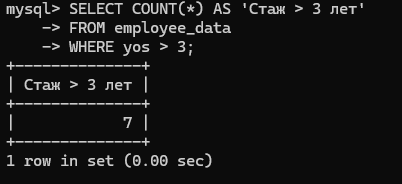 mysql> SELECT COUNT(*) AS 'Стаж > 3 лет'
    -> FROM employee_data
    -> WHERE yos > 3;
+--------------+
| Стаж > 3 лет |
+--------------+
|            7 |
+--------------+
1 row in set (0.00 sec)